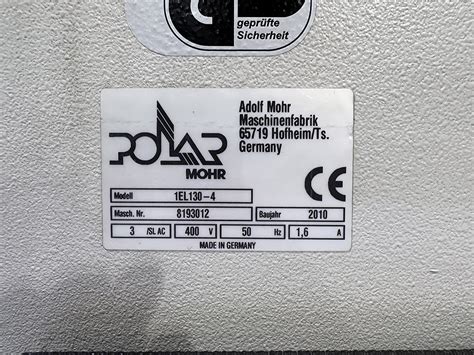 geprüfte
Sicherheit
Adolf Mohr
Maschinenfabrik
65719 Hofheim/Ts.
Germany
POLAR
MOHR
CE
Modell 1EL130-4
Masch. Nr. 8193012 Baujahr 2010
3 /SL AC 400 V 50 Hz 1,6 A
MADE IN GERMANY